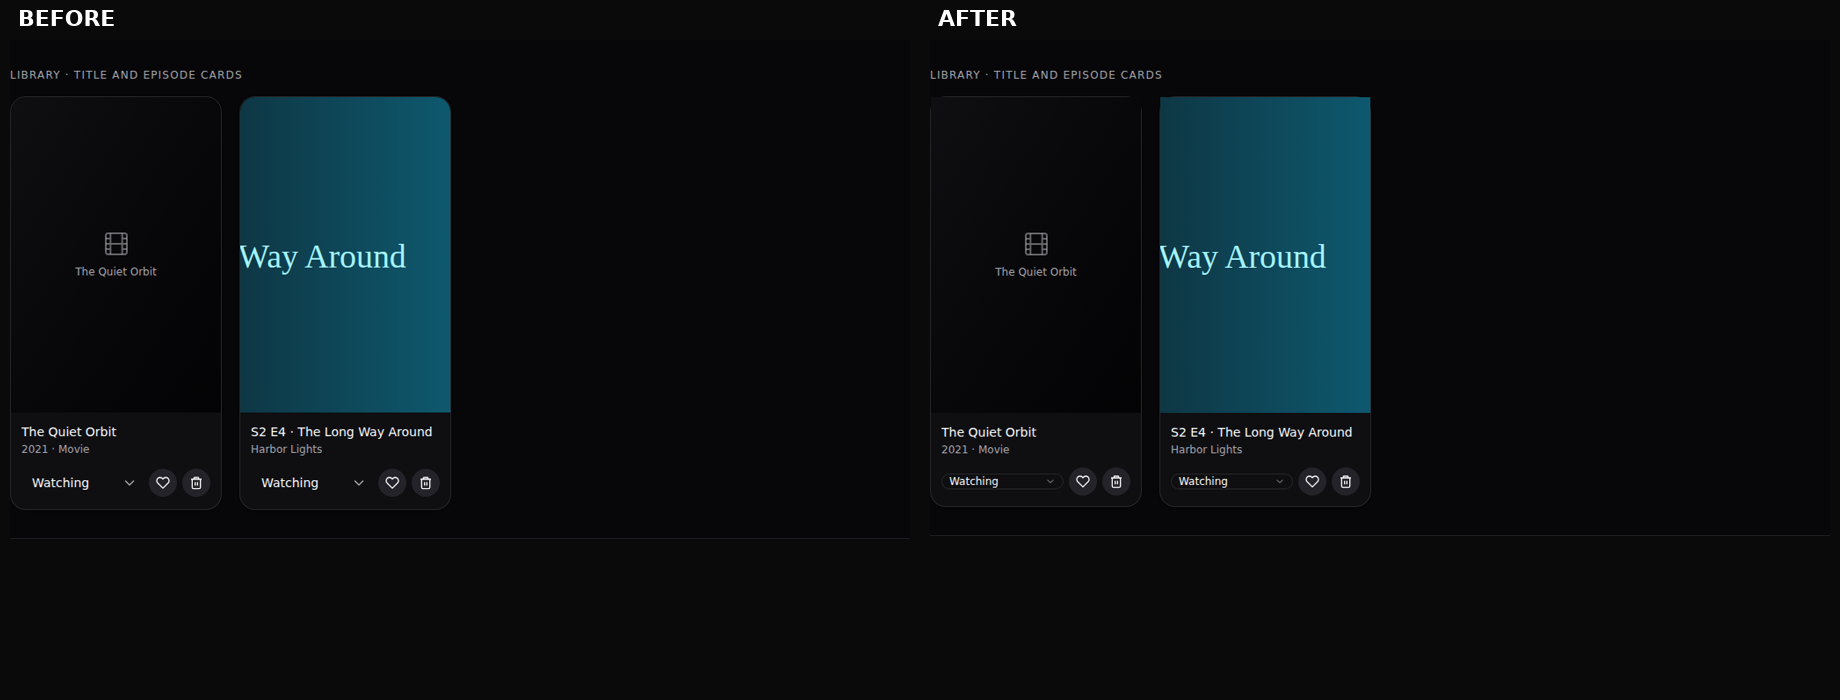 BEFORE
LIBRARY · TITLE AND EPISODE CARDS
The Quiet Orbit
Way Around
The Quiet Orbit
2021 · Movie
Watching
S2 E4 · The Long Way Around
Harbor Lights
Watching
AFTER
LIBRARY · TITLE AND EPISODE CARDS
The Quiet Orbit
Way Around
The Quiet Orbit
2021 · Movie
Watching
S2 E4 · The Long Way Around
Harbor Lights
Watching